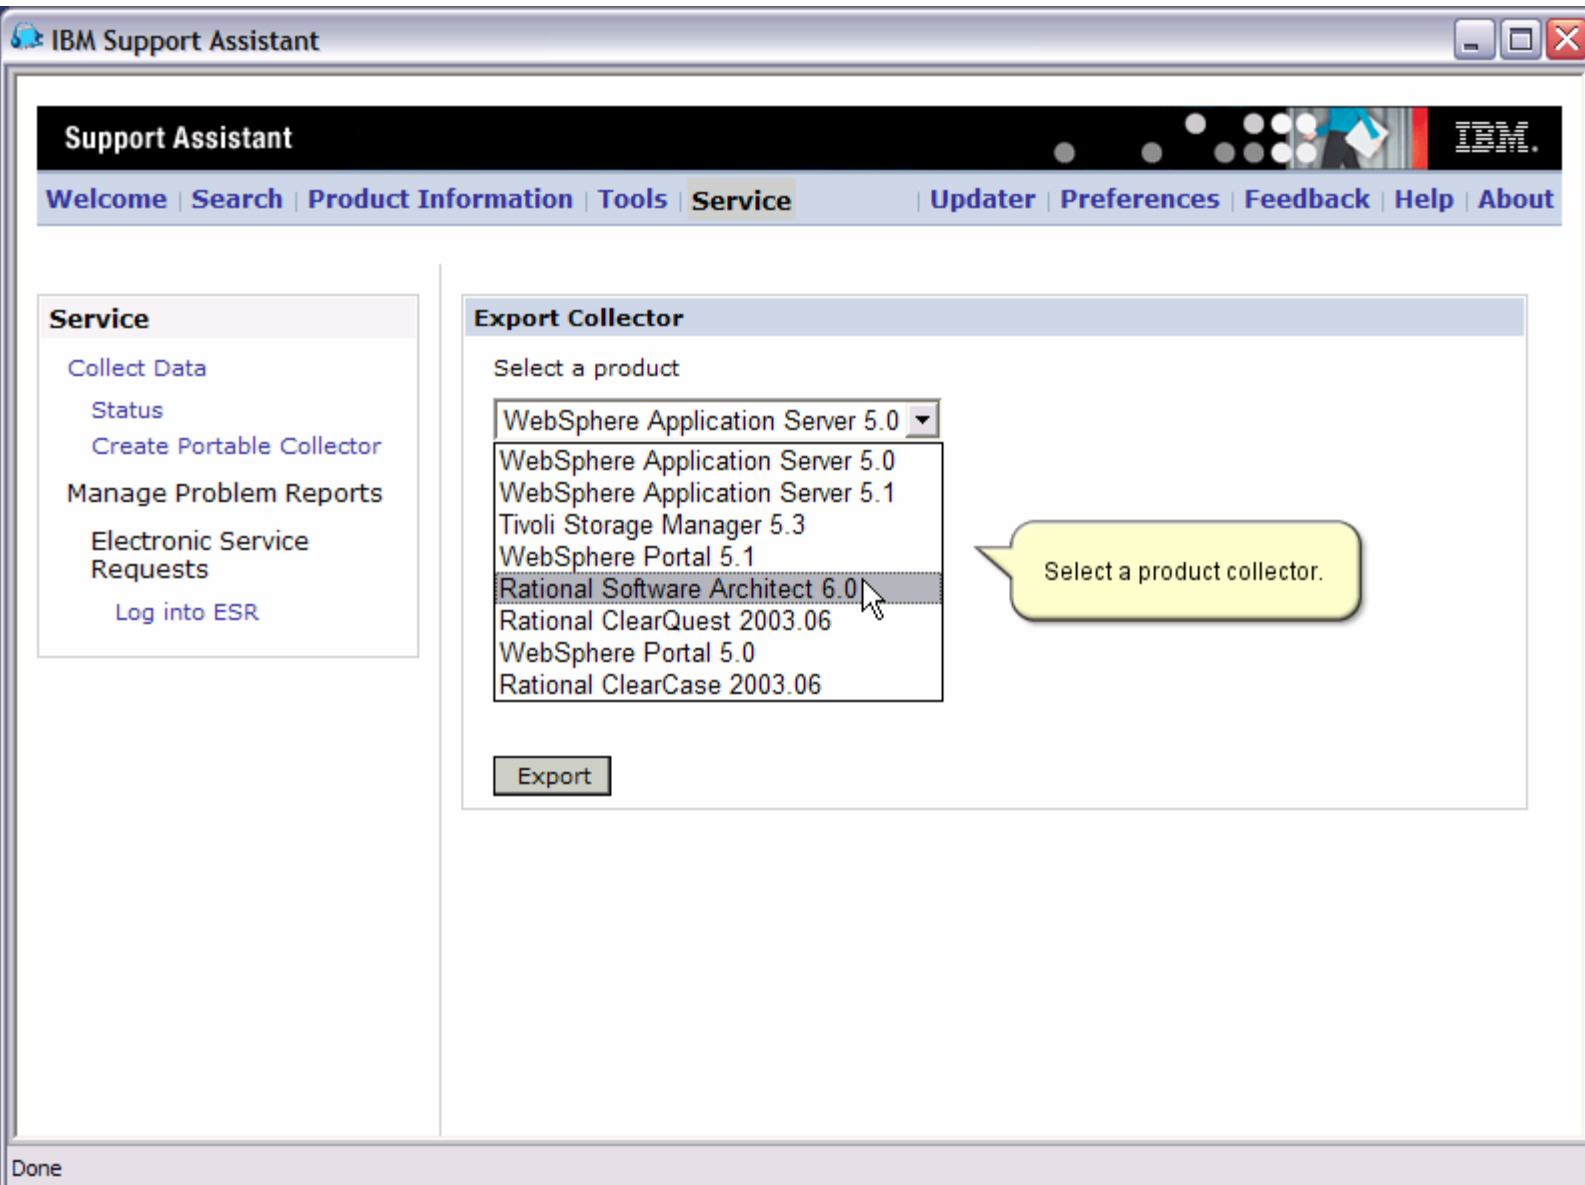 IBM Support Assistant
Support Assistant
IBM.
Welcome | Search | Product Information | Tools | Service | Updater | Preferences | Feedback | Help | About
Service
Collect Data
Status
Create Portable Collector
Manage Problem Reports
Electronic Service
Requests
Log into ESR
Export Collector
Select a product
WebSphere Application Server 5.0
WebSphere Application Server 5.0
WebSphere Application Server 5.1
Tivoli Storage Manager 5.3
WebSphere Portal 5.1
Rational Software Architect 6.0
Rational ClearQuest 2003.06
WebSphere Portal 5.0
Rational ClearCase 2003.06
Select a product collector.
Export
Done